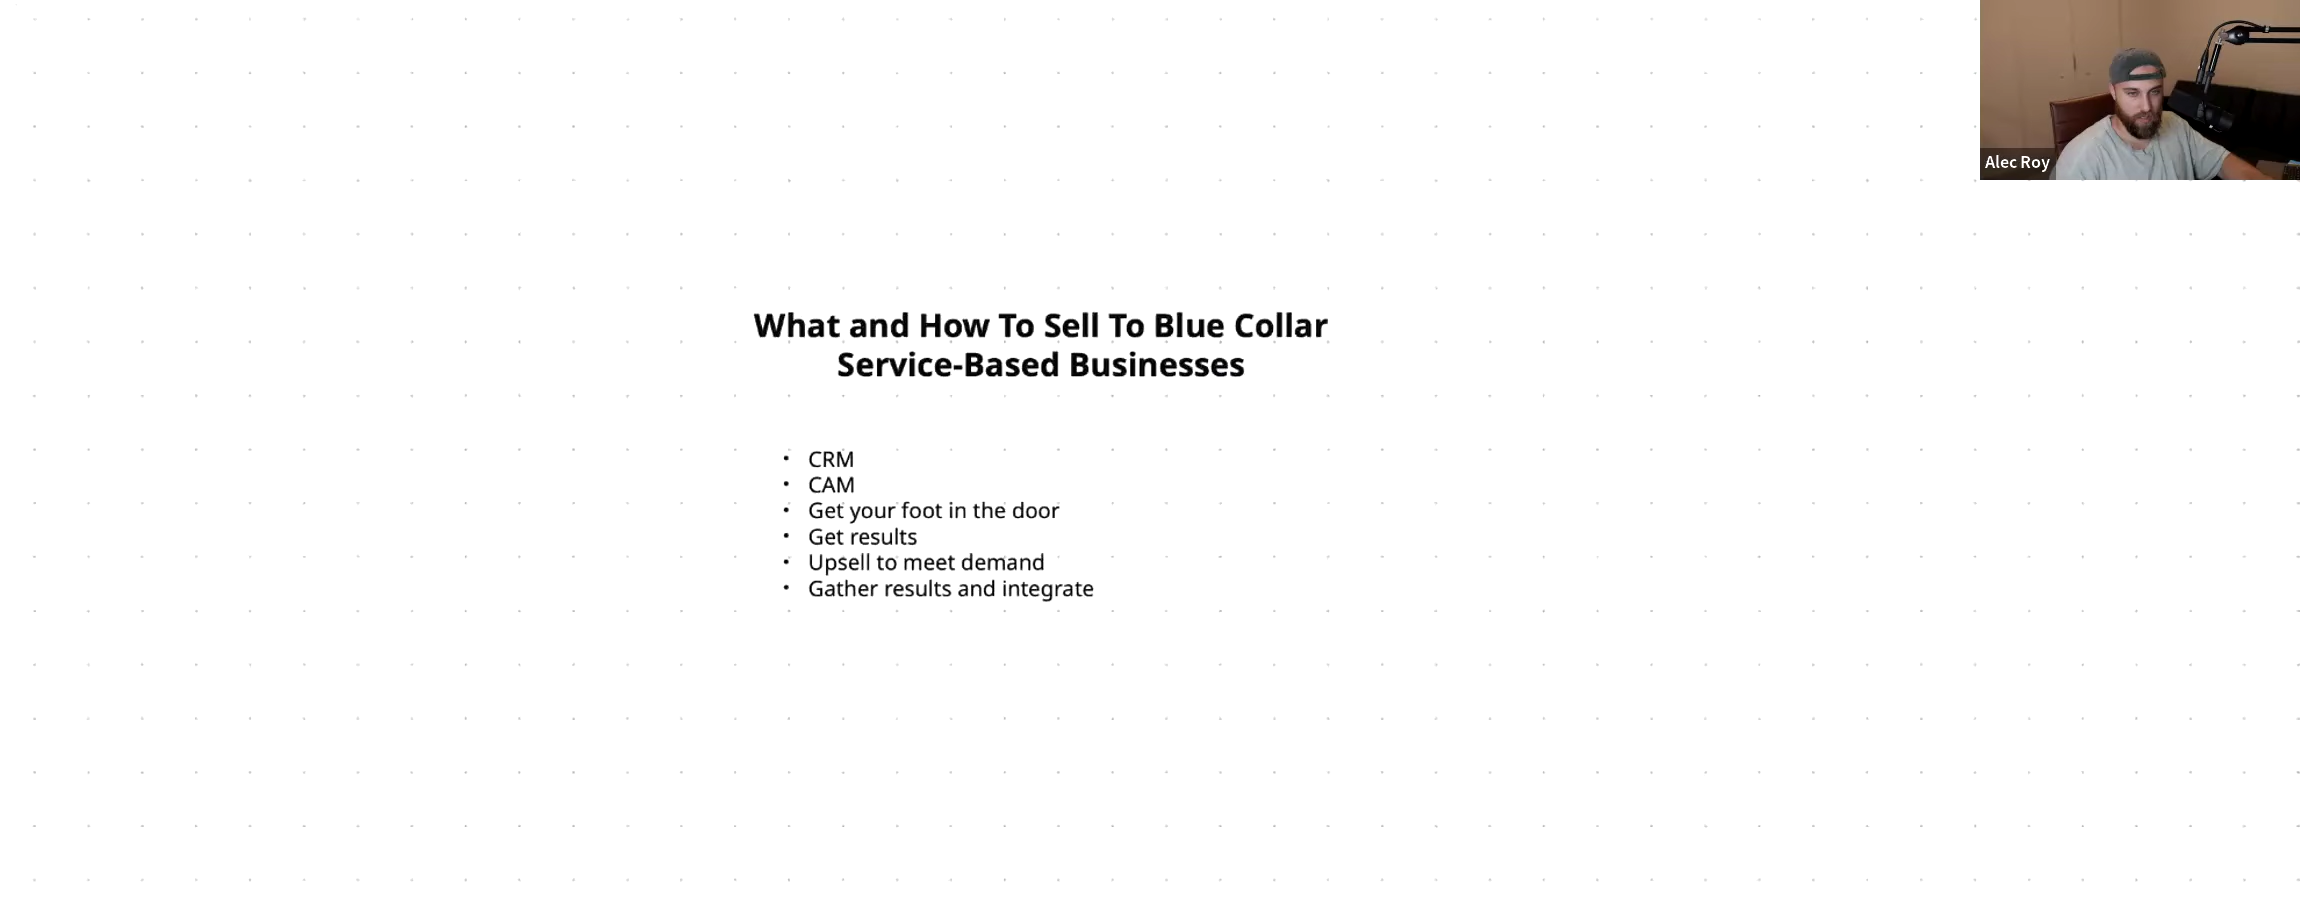 Alec Roy
What and How To Sell To Blue Collar
Service-Based Businesses
• CRM
• CAM
• Get your foot in the door
• Get results
• Upsell to meet demand
• Gather results and integrate